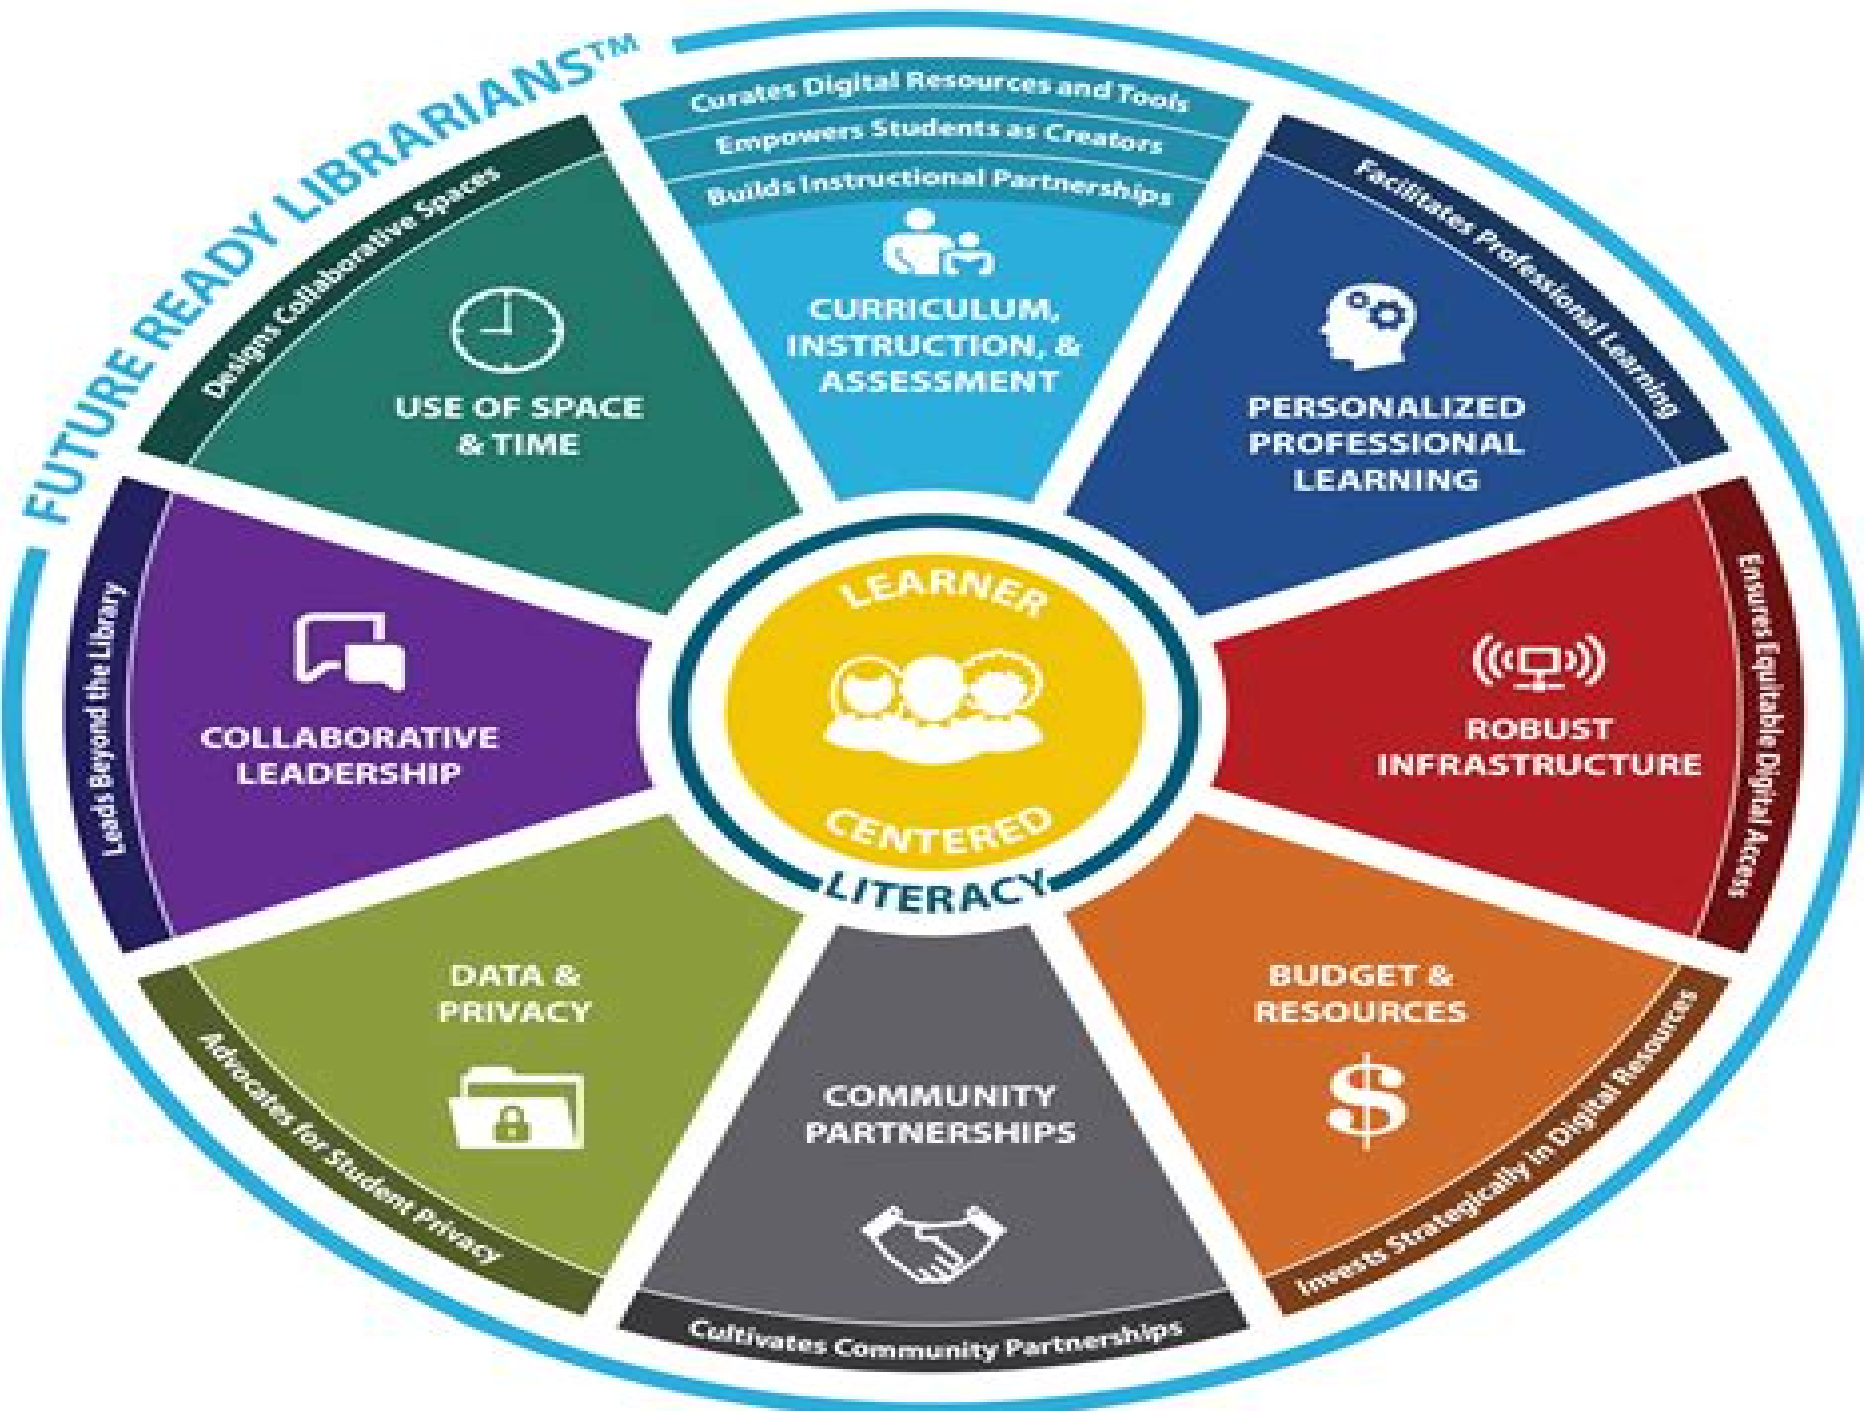 FUTURE READY LIBRARIANS™
Curates Digital Resources and Tools
Empowers Students as Creators
Builds Instructional Partnerships
CURRICULUM,
INSTRUCTION, &
ASSESSMENT
Facilitates Professional Learning
PERSONALIZED
PROFESSIONAL
LEARNING
Ensures Equitable Digital Access
ROBUST
INFRASTRUCTURE
Invests Strategically in Digital Resources
BUDGET &
RESOURCES
$
Cultivates Community Partnerships
COMMUNITY
PARTNERSHIPS
Advocates for Student Privacy
DATA &
PRIVACY
Leads Beyond the Library
COLLABORATIVE
LEADERSHIP
Designs Collaborative Spaces
USE OF SPACE
& TIME
LEARNER
CENTERED
LITERACY